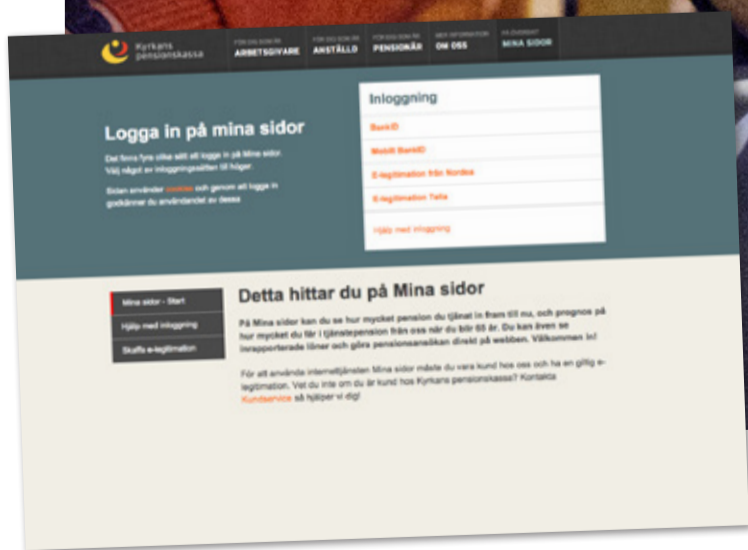 Kyrkans
pensionskassa
FÖR DIG SOM ÄR
ARBETSGIVARE
FÖR DIG SOM ÄR
ANSTÄLLD
FÖR DIG SOM ÄR
PENSIONÄR
MER INFORMATION
OM OSS
MINA SIDOR
Logga in på mina sidor
Det finns fyra olika sätt att logga in på Mina sidor.
Välj något av inloggningssätten till höger.
Sidan använder cookies och genom att logga in
godkänner du användandet av dessa
Inloggning
BankID
Mobilt BankID
E-legitimation från Nordea
E-legitimation Telia
Hjälp med inloggning
Mina sidor - Start
Hjälp med inloggning
Skaffa e-legitimation
Detta hittar du på Mina sidor
På Mina sidor kan du se hur mycket pension du tjänat in fram till nu, och prognos på
hur mycket du får i tjänstepension från oss när du blir 65 år. Du kan även se
inrapporterade löner och göra pensionsansökan direkt på webben. Välkommen in!
För att använda internettjänsten Mina sidor måste du vara kund hos oss och ha en giltig e-
legitimation. Vet du inte om du är kund hos Kyrkans pensionskassa? Kontakta
Kundservice så hjälper vi dig!